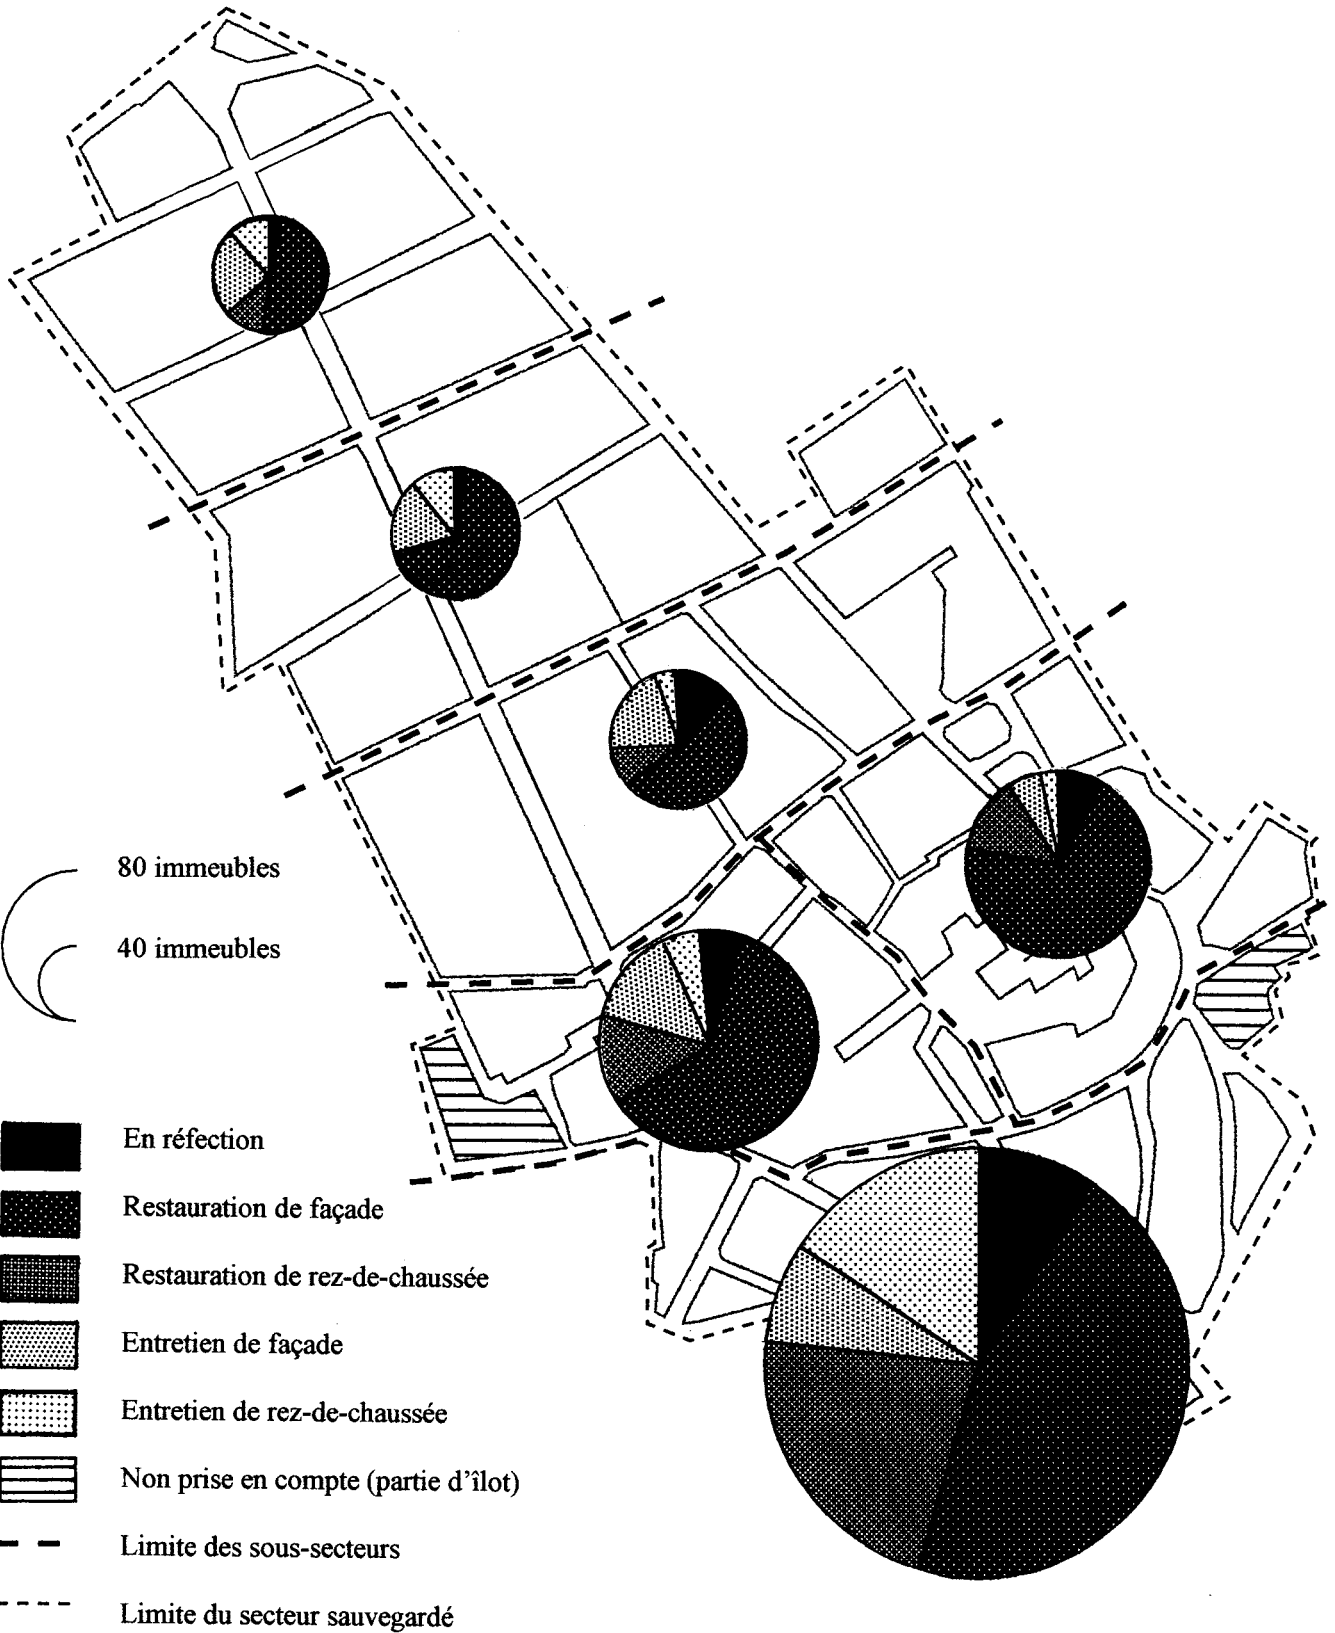 80 immeubles
40 immeubles
En réfection
Restauration de façade
Restauration de rez-de-chaussée
Entretien de façade
Entretien de rez-de-chaussée
Non prise en compte (partie d'îlot)
Limite des sous-secteurs
Limite du secteur sauvegardé